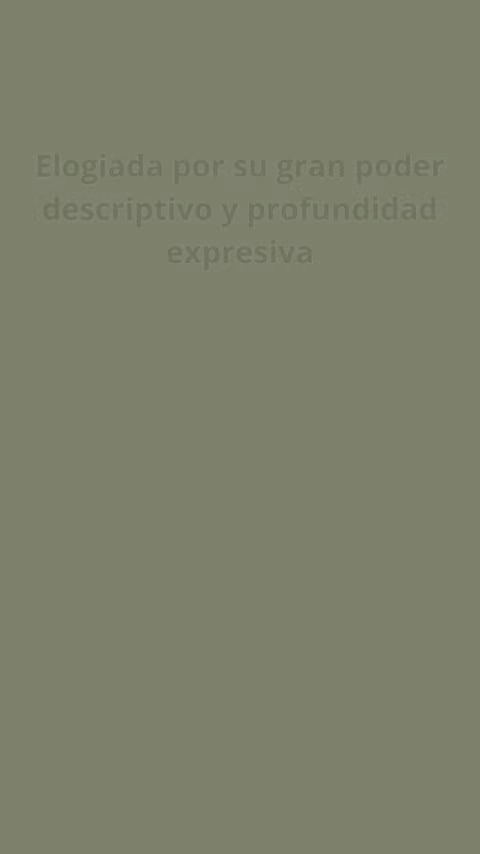 Elogiada por su gran poder
descriptivo y profundidad
expresiva